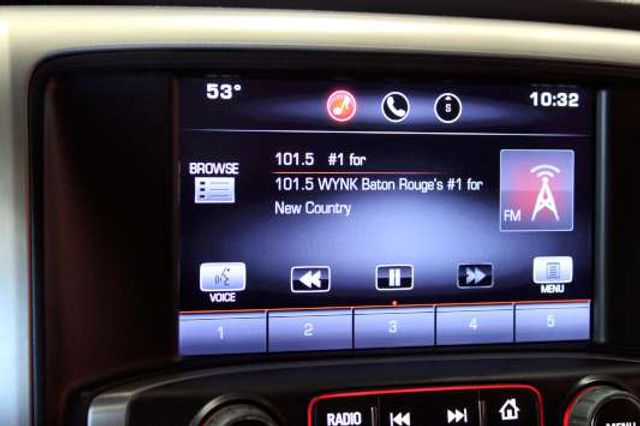 53°
S
10:32
BROWSE
101.5 #1 for
101.5 WYNK Baton Rouge's #1 for
New Country
FM
VOICE
MENU
1 2 3 4 5
RADIO
MENU